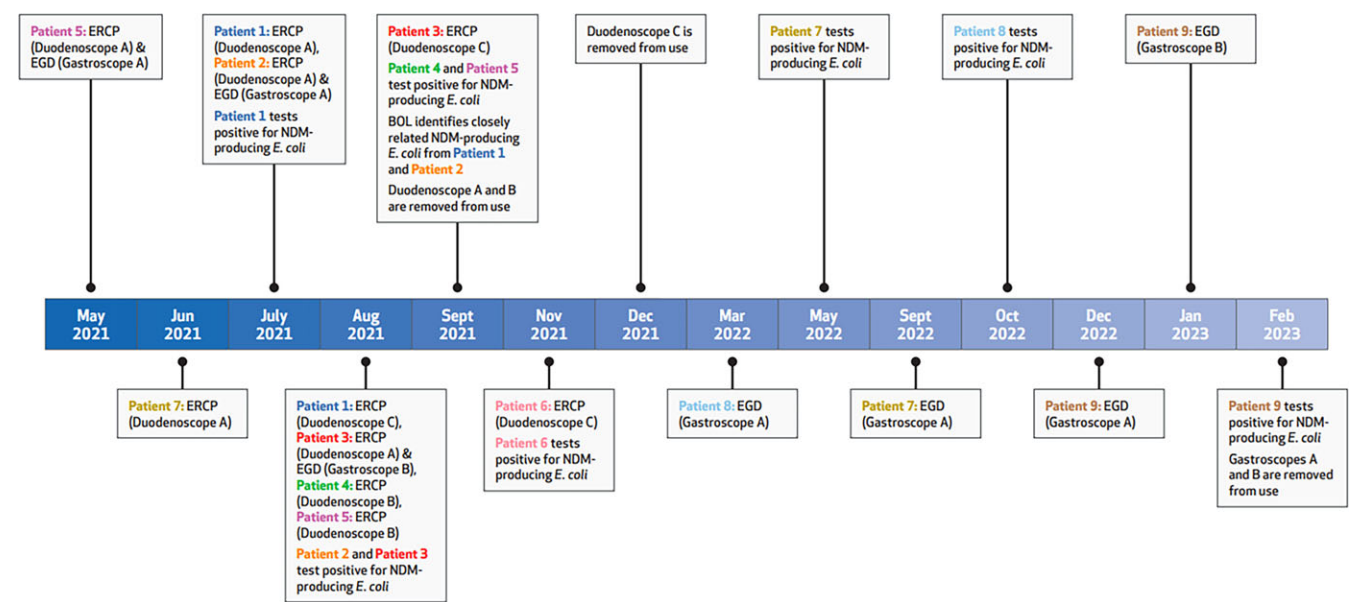 Patient 5: ERCP
(Duodenoscope A) &
EGD (Gastroscope A)
Patient 1: ERCP
(Duodenoscope A),
Patient 2: ERCP
(Duodenoscope A) &
EGD (Gastroscope A)
Patient 1 tests
positive for NDM-
producing E. coli
Patient 3: ERCP
(Duodenoscope C)
Patient 4 and Patient 5
test positive for NDM-
producing E. coli
BOL identifies closely
related NDM-producing
E. coli from Patient 1
and Patient 2
Duodenoscope A and B
are removed from use
Duodenoscope C is
removed from use
Patient 7 tests
positive for NDM-
producing E. coli
Patient 8 tests
positive for NDM-
producing E. coli
Patient 9: EGD
(Gastroscope B)
May
2021
Jun
2021
July
2021
Aug
2021
Sept
2021
Nov
2021
Dec
2021
Mar
2022
May
2022
Sept
2022
Oct
2022
Dec
2022
Jan
2023
Feb
2023
Patient 7: ERCP
(Duodenoscope A)
Patient 1: ERCP
(Duodenoscope C),
Patient 3: ERCP
(Duodenoscope A) &
EGD (Gastroscope B),
Patient 4: ERCP
(Duodenoscope B),
Patient 5: ERCP
(Duodenoscope B)
Patient 2 and Patient 3
test positive for NDM-
producing E. coli
Patient 6: ERCP
(Duodenoscope C)
Patient 6 tests
positive for NDM-
producing E. coli
Patient 8: EGD
(Gastroscope A)
Patient 7: EGD
(Gastroscope A)
Patient 9: EGD
(Gastroscope A)
Patient 9 tests
positive for NDM-
producing E. coli
Gastroscopes A
and B are removed
from use